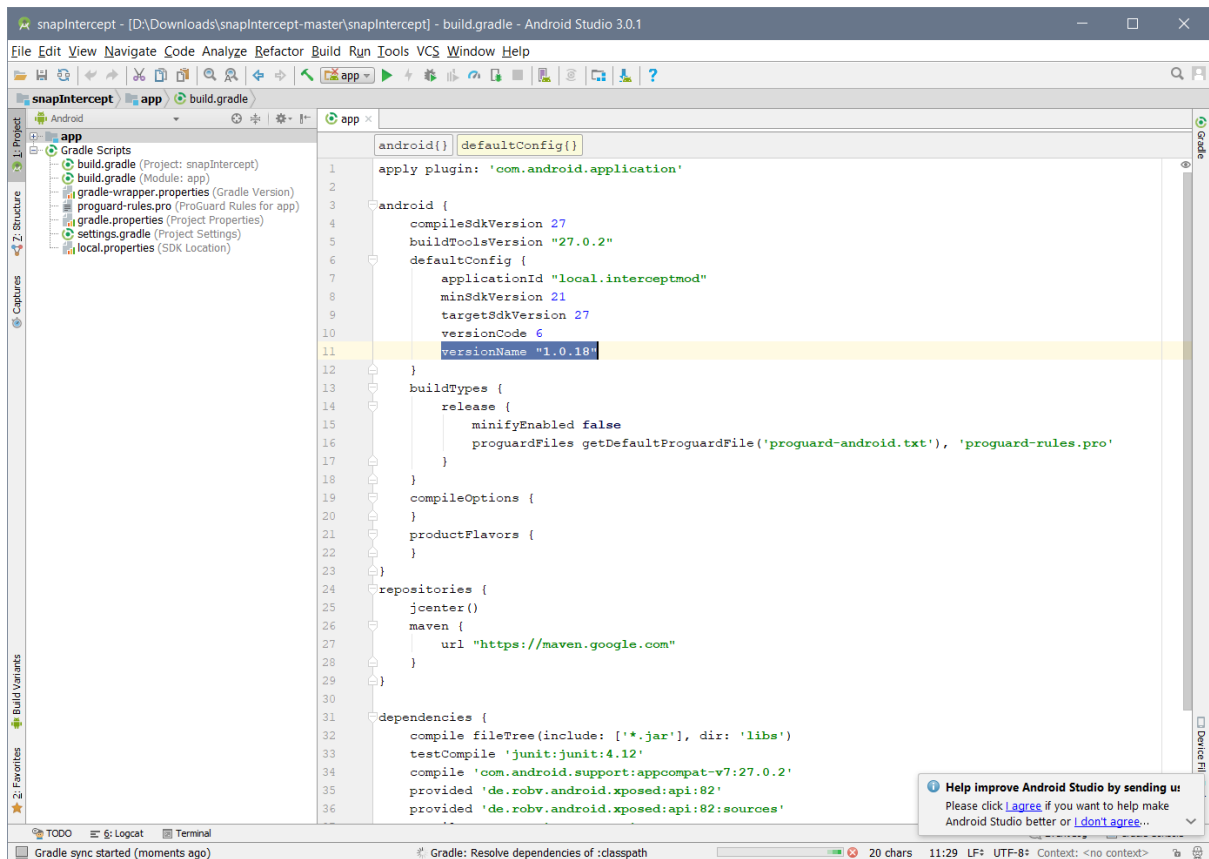 snapIntercept - [D:\Downloads\snapIntercept-master\snapIntercept] - build.gradle - Android Studio 3.0.1
File Edit View Navigate Code Analyze Refactor Build Run Tools VCS Window Help
app
snapIntercept app build.gradle
1: Project
Z: Structure
Captures
Build Variants
2: Favorites
Android
app
Gradle Scripts
build.gradle (Project: snapIntercept)
build.gradle (Module: app)
gradle-wrapper.properties (Gradle Version)
proguard-rules.pro (ProGuard Rules for app)
gradle.properties (Project Properties)
settings.gradle (Project Settings)
local.properties (SDK Location)
app
android{} defaultConfig{}
1 apply plugin: 'com.android.application'
2
3 android {
4 compileSdkVersion 27
5 buildToolsVersion "27.0.2"
6 defaultConfig {
7 applicationId "local.interceptmod"
8 minSdkVersion 21
9 targetSdkVersion 27
10 versionCode 6
11 versionName "1.0.18"
12 }
13 buildTypes {
14 release {
15 minifyEnabled false
16 proguardFiles getDefaultProguardFile('proguard-android.txt'), 'proguard-rules.pro'
17 }
18 }
19 compileOptions {
20 }
21 productFlavors {
22 }
23 }
24 repositories {
25 jcenter()
26 maven {
27 url "https://maven.google.com"
28 }
29 }
30
31 dependencies {
32 compile fileTree(include: ['*.jar'], dir: 'libs')
33 testCompile 'junit:junit:4.12'
34 compile 'com.android.support:appcompat-v7:27.0.2'
35 provided 'de.robv.android.xposed:api:82'
36 provided 'de.robv.android.xposed:api:82:sources'
Gradle
Device Fil
Help improve Android Studio by sending us
Please click I agree if you want to help make
Android Studio better or I don't agree...
TODO 6: Logcat Terminal
Gradle sync started (moments ago) Gradle: Resolve dependencies of :classpath 20 chars 11:29 LF÷ UTF-8÷ Context: <no context>